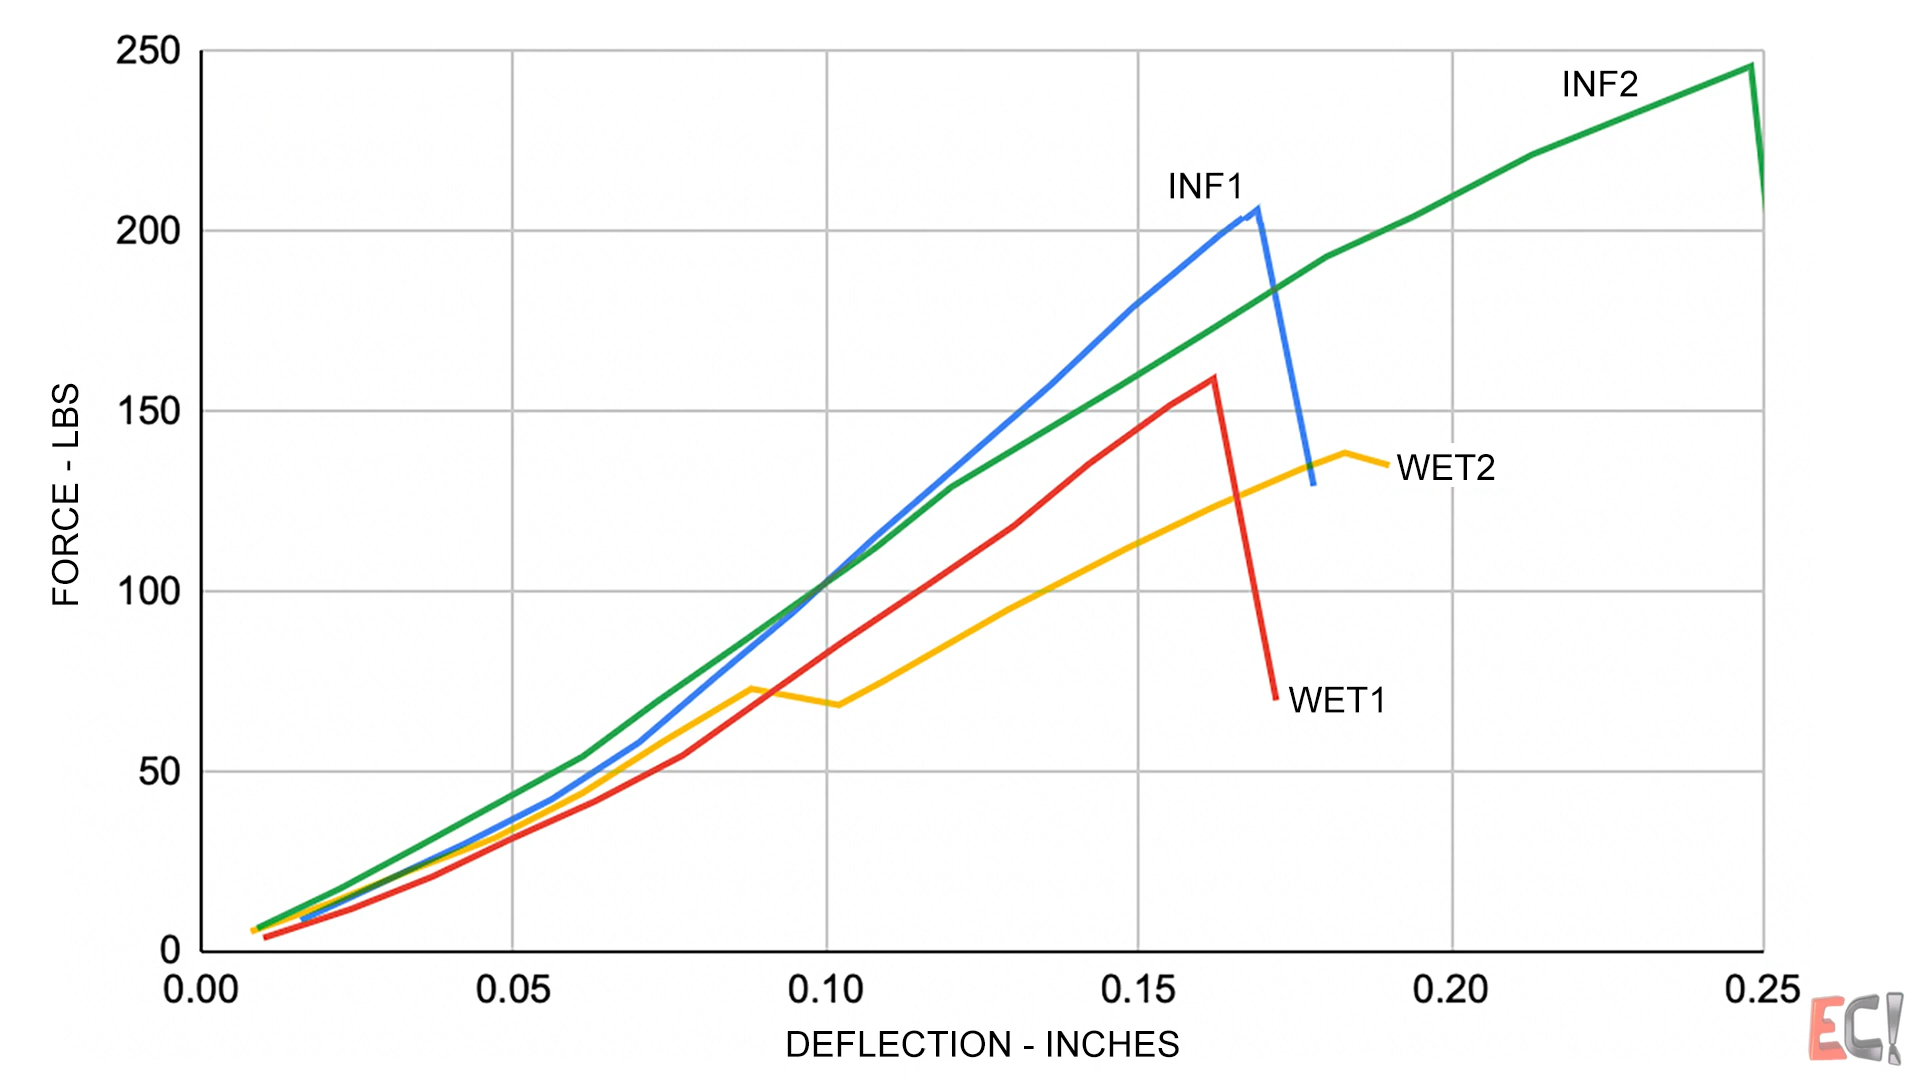 250
INF2
INF1
200
150
WET2
100
WET1
50
0
0.00 0.05 0.10 0.15 0.20 0.25
FORCE - LBS
DEFLECTION - INCHES
EC!